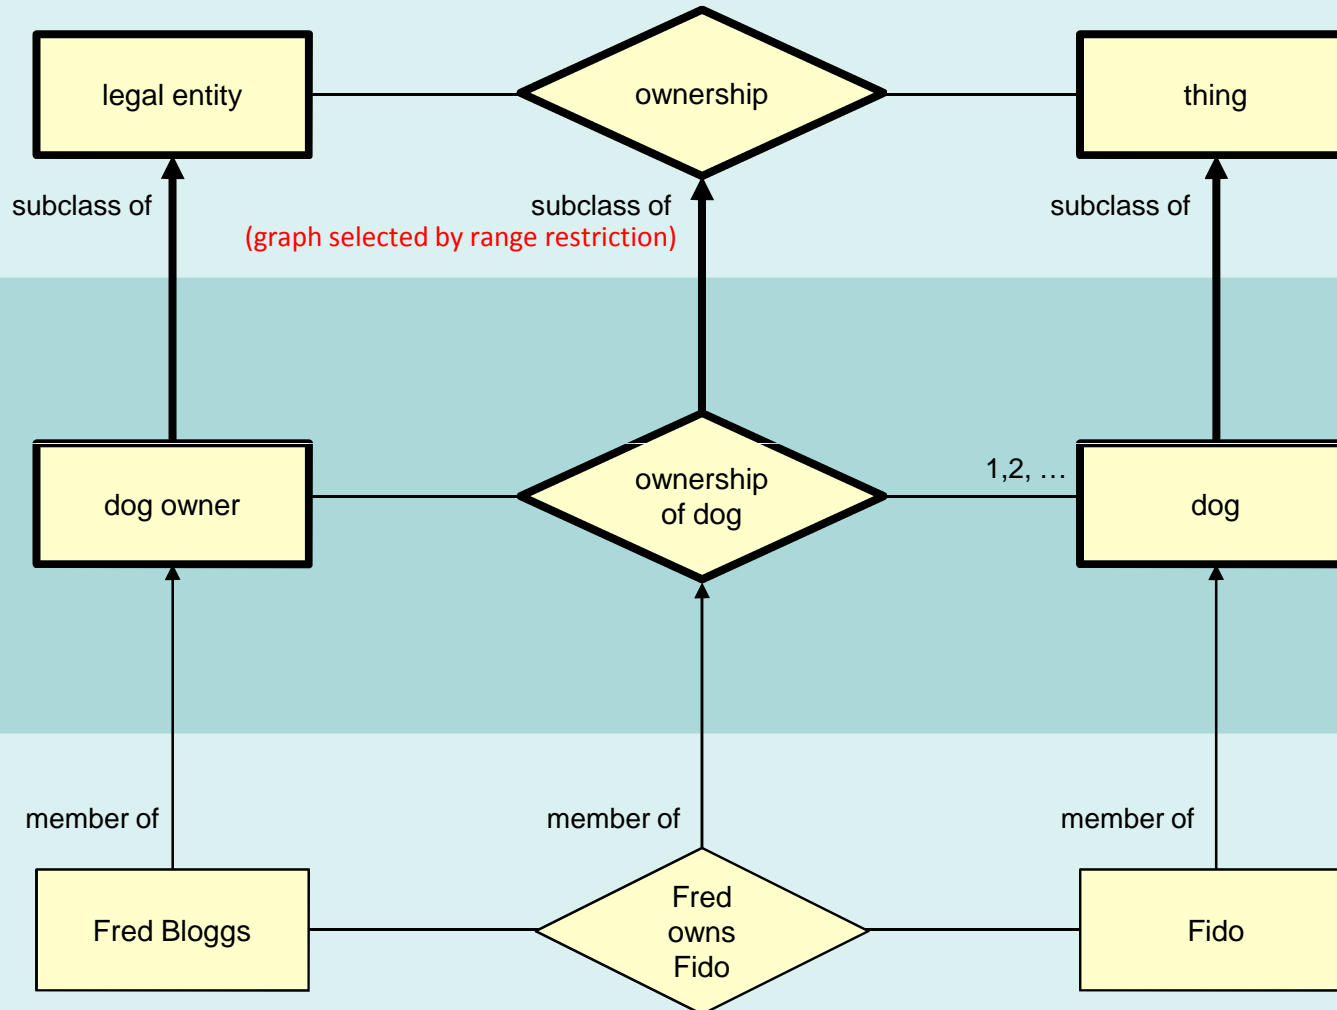 legal entity
ownership
thing
subclass of
subclass of
subclass of
(graph selected by range restriction)
dog owner
ownership
of dog
1,2, …
dog
member of
member of
member of
Fred Bloggs
Fred
owns
Fido
Fido